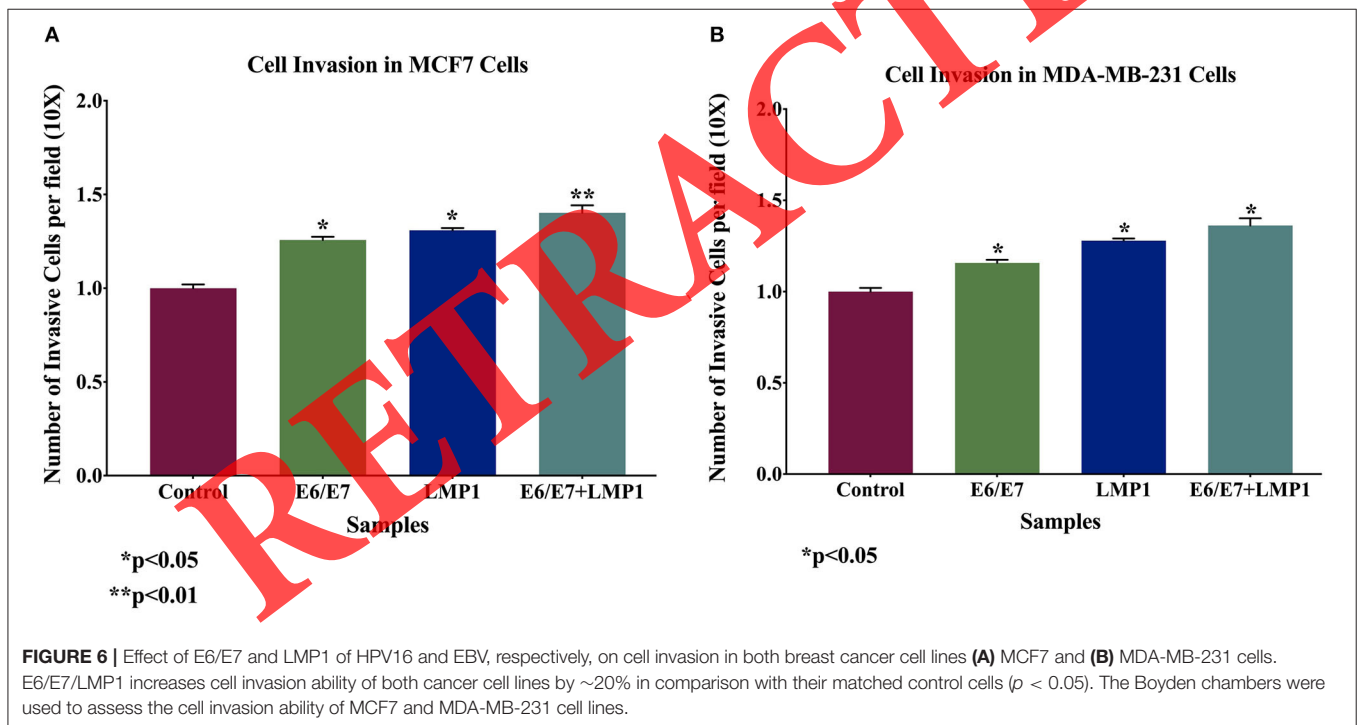 A
Cell Invasion in MCF7 Cells
Number of Invasive Cells per field (10X)
2.0
1.5
1.0
0.5
0.0
*
*
**
Control E6/E7 LMP1 E6/E7+LMP1
Samples
*p<0.05
**p<0.01
B
Cell Invasion in MDA-MB-231 Cells
Number of Invasive Cells per field (10X)
2.0
1.5
1.0
0.5
0.0
*
*
*
Control E6/E7 LMP1 E6/E7+LMP1
Samples
*p<0.05
RETRACT
FIGURE 6 | Effect of E6/E7 and LMP1 of HPV16 and EBV, respectively, on cell invasion in both breast cancer cell lines (A) MCF7 and (B) MDA-MB-231 cells.
E6/E7/LMP1 increases cell invasion ability of both cancer cell lines by ∼20% in comparison with their matched control cells (p < 0.05). The Boyden chambers were
used to assess the cell invasion ability of MCF7 and MDA-MB-231 cell lines.